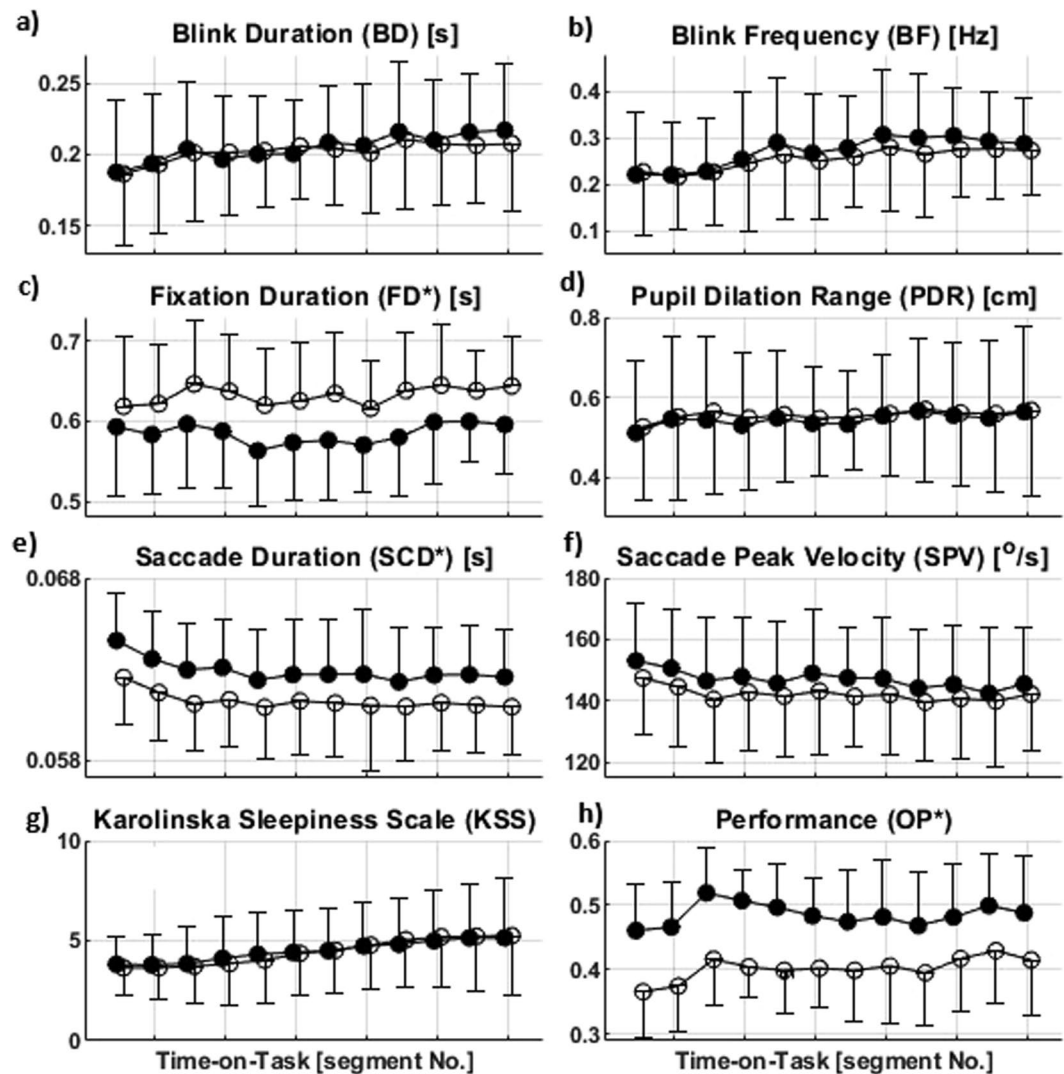 a)
Blink Duration (BD) [s]
0.25
0.2
0.15
b)
Blink Frequency (BF) [Hz]
0.4
0.3
0.2
0.1
c)
Fixation Duration (FD*) [s]
0.7
0.6
0.5
d)
Pupil Dilation Range (PDR) [cm]
0.8
0.6
0.4
e)
Saccade Duration (SCD*) [s]
0.068
0.058
f)
Saccade Peak Velocity (SPV) [º/s]
180
160
140
120
g)
Karolinska Sleepiness Scale (KSS)
10
5
0
Time-on-Task [segment No.]
h)
Performance (OP*)
0.6
0.5
0.4
0.3
Time-on-Task [segment No.]